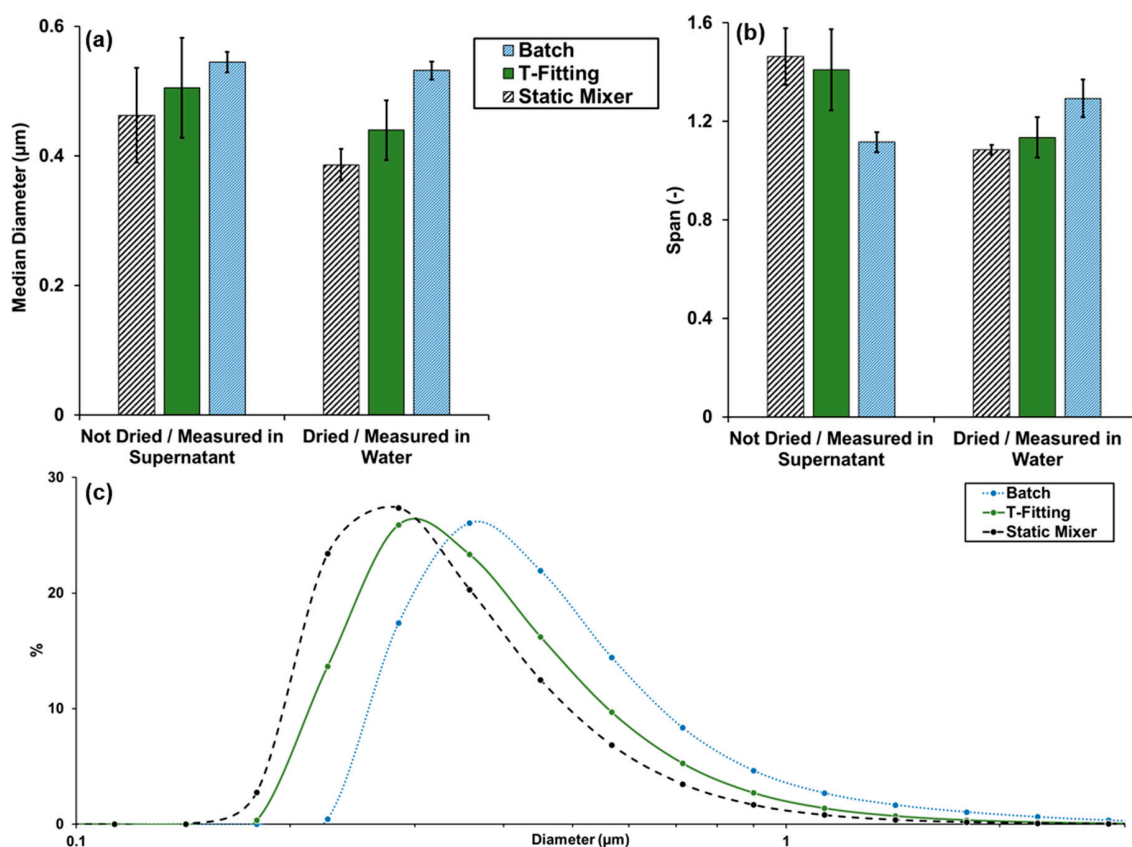 (a)
Median Diameter (μm)
0.6
0.4
0.2
0
Not Dried / Measured in
Supernatant
Dried / Measured in
Water
Batch
T-Fitting
Static Mixer
(b)
Span (-)
1.6
1.2
0.8
0.4
0
Not Dried / Measured in
Supernatant
Dried / Measured in
Water
(c)
%
30
20
10
0
0.1
Diameter (μm)
1
Batch
T-Fitting
Static Mixer